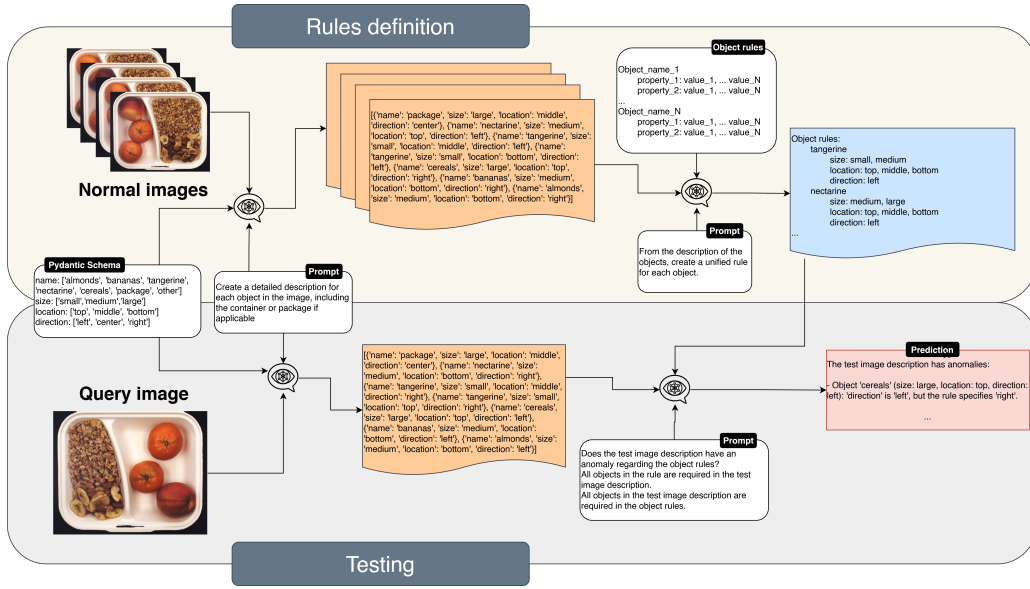 Rules definition
Normal images
[{'name': 'package', 'size': large, 'location': middle,
'direction': center'}, {'name': nectarine', 'size': 'medium',
'location': top', 'direction': left'}, {'name': tangerine', 'size':
'small', 'location': middle', 'direction': left'}, {'name':
'tangerine', 'size': 'small', 'location': bottom', 'direction':
left'}, {'name': 'cereals', 'size': large', 'location': top',
'direction': right'}, {'name': 'bananas', 'size': 'medium',
'location': bottom', 'direction': right'}, {'name': 'almonds',
'size': 'medium', 'location': bottom', 'direction': right'}]
Object rules
Object_name_1
property_1: value_1, ... value_N
property_2: value_1, ... value_N
...
Object_name_N
property_1: value_1, ... value_N
property_2: value_1, ... value_N
Prompt
From the description of the
objects, create a unified rule
for each object.
Object rules:
tangerine
size: small, medium
location: top, middle, bottom
direction: left
nectarine
size: medium, large
location: top, middle, bottom
direction: left
...
Pydantic Schema
name: ['almonds', 'bananas', 'tangerine',
'nectarine', 'cereals', 'package', 'other']
size: ['small','medium','large']
location: ['top', 'middle', 'bottom']
direction: ['left', 'center', 'right']
Prompt
Create a detailed description for
each object in the image, including
the container or package if
applicable
Query image
[{'name': 'package', 'size': large', 'location': middle',
'direction': center'}, {'name': nectarine', 'size':
'medium', 'location': bottom', 'direction': right'},
{'name': tangerine', 'size': 'small', 'location': middle',
'direction': right'}, {'name': tangerine', 'size': 'small',
'location': top', 'direction': right'}, {'name': cereals',
'size': large', 'location': top', 'direction': left'},
{'name': 'bananas', 'size': 'medium', 'location':
'bottom', 'direction': left'}, {'name': 'almonds', 'size':
'medium', 'location': bottom', 'direction': left'}]
Prompt
Does the test image description have an
anomaly regarding the object rules?
All objects in the rule are required in the test
image description.
All objects in the test image description are
required in the object rules.
Prediction
The test image description has anomalies:
- Object 'cereals' (size: large, location: top, direction:
left): 'direction' is 'left', but the rule specifies 'right'.
...
Testing